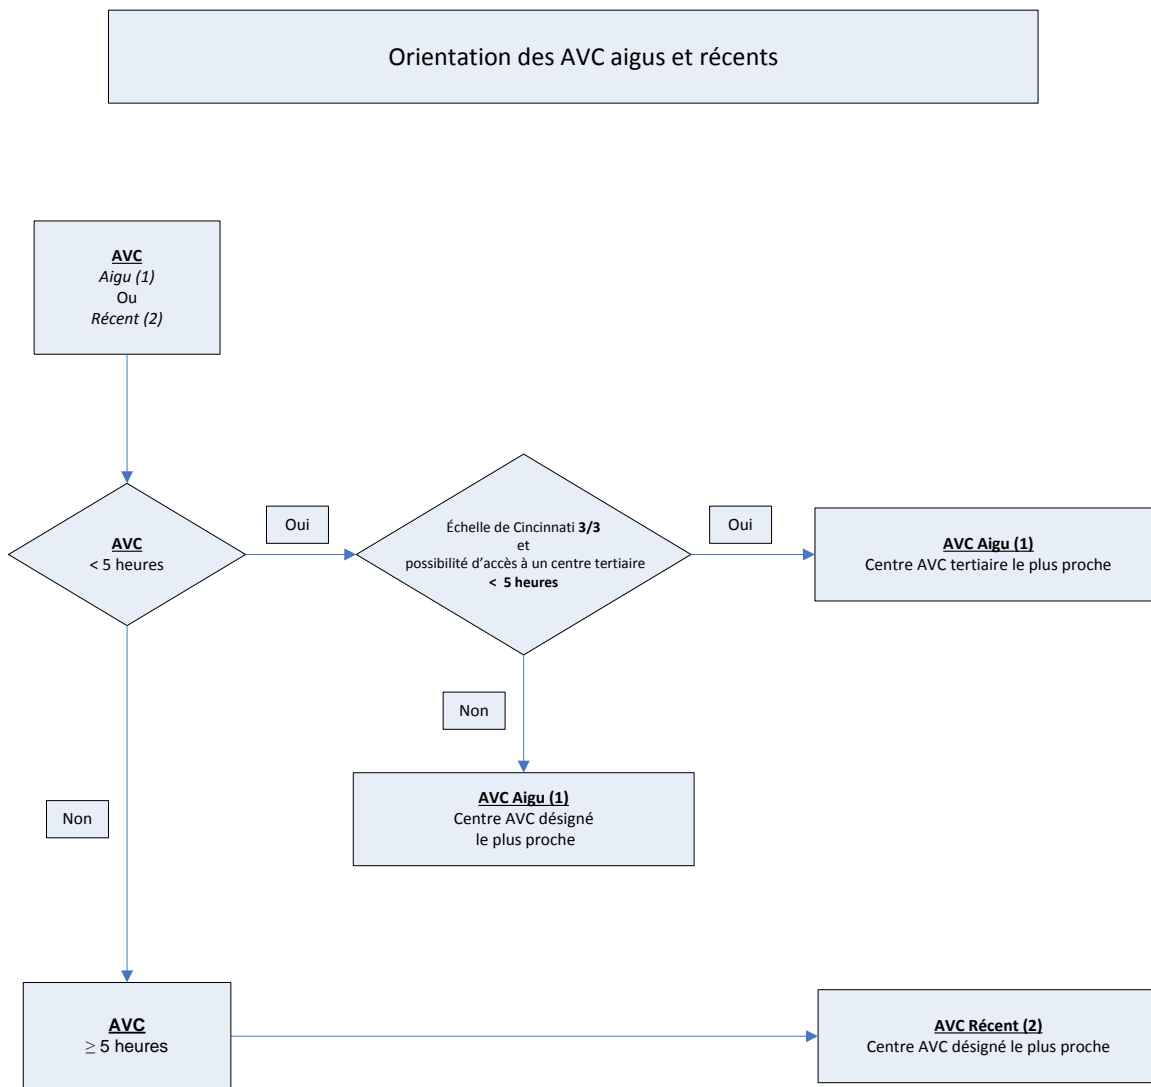 Orientation des AVC aigus et récents
AVC
Aigu (1)
Ou
Récent (2)
AVC
< 5 heures
Oui
Échelle de Cincinnati 3/3
et
possibilité d’accès à un centre tertiaire
< 5 heures
Oui
AVC Aigu (1)
Centre AVC tertiaire le plus proche
Non
AVC Aigu (1)
Centre AVC désigné
le plus proche
Non
AVC
≥ 5 heures
AVC Récent (2)
Centre AVC désigné le plus proche